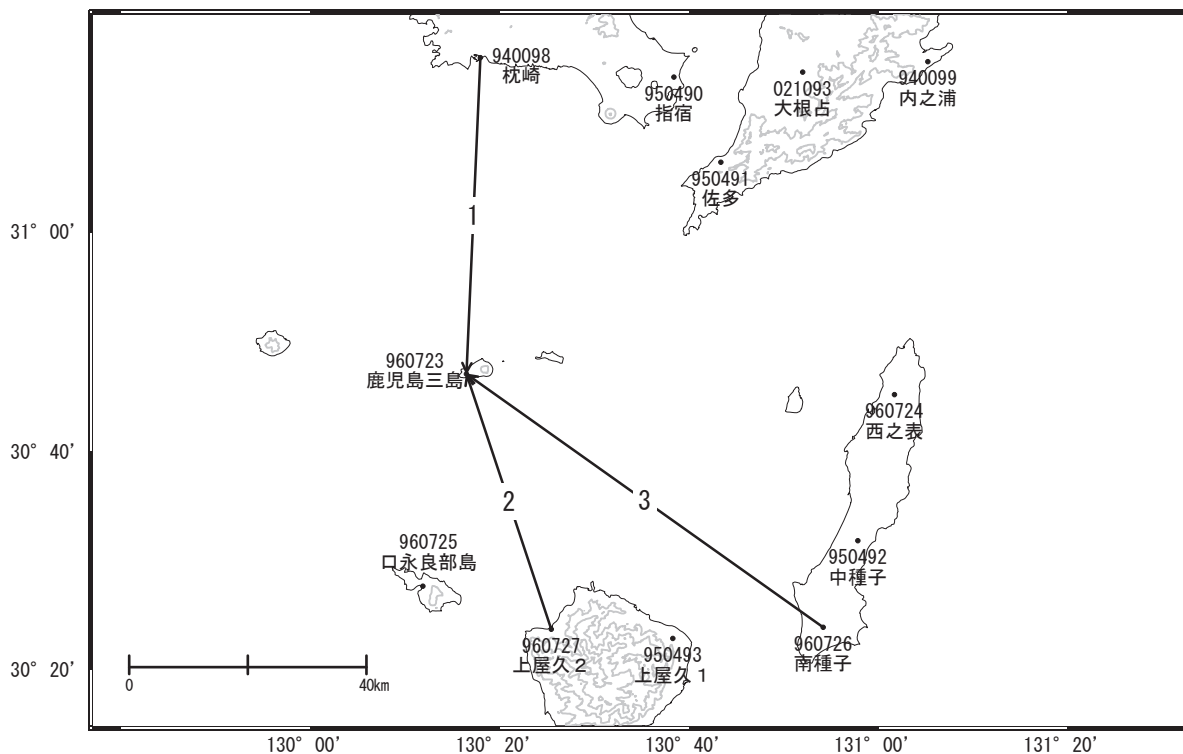 940098
枕崎
950490
指宿
021093
大根占
940099
内之浦
950491
佐多
1
31° 00'
960723
鹿児島三島
960724
西之表
30° 40'
2
3
960725
口永良部島
950492
中種子
960727
上屋久２
950493
上屋久１
960726
南種子
30° 20'
0
40km
130° 00'
130° 20'
130° 40'
131° 00'
131° 20'